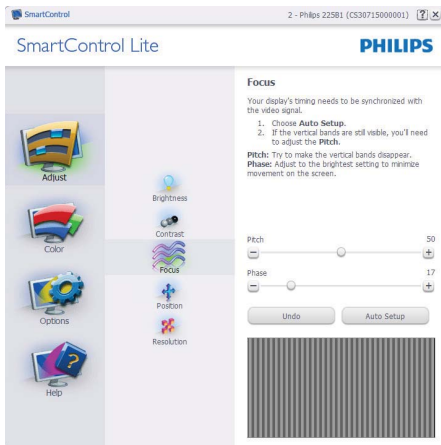 SmartControl
2 - Philips 225B1 (CS30715000001)
?
X
SmartControl Lite
PHILIPS
Adjust
Color
Options
Help
Brightness
Contrast
Focus
Position
Resolution
Focus
Your display's timing needs to be synchronized with
the video signal.
1. Choose Auto Setup.
2. If the vertical bands are still visible, you'll need
to adjust the Pitch.
Pitch: Try to make the vertical bands disappear.
Phase: Adjust to the brightest setting to minimize
movement on the screen.
Pitch 50
Phase 17
Undo
Auto Setup